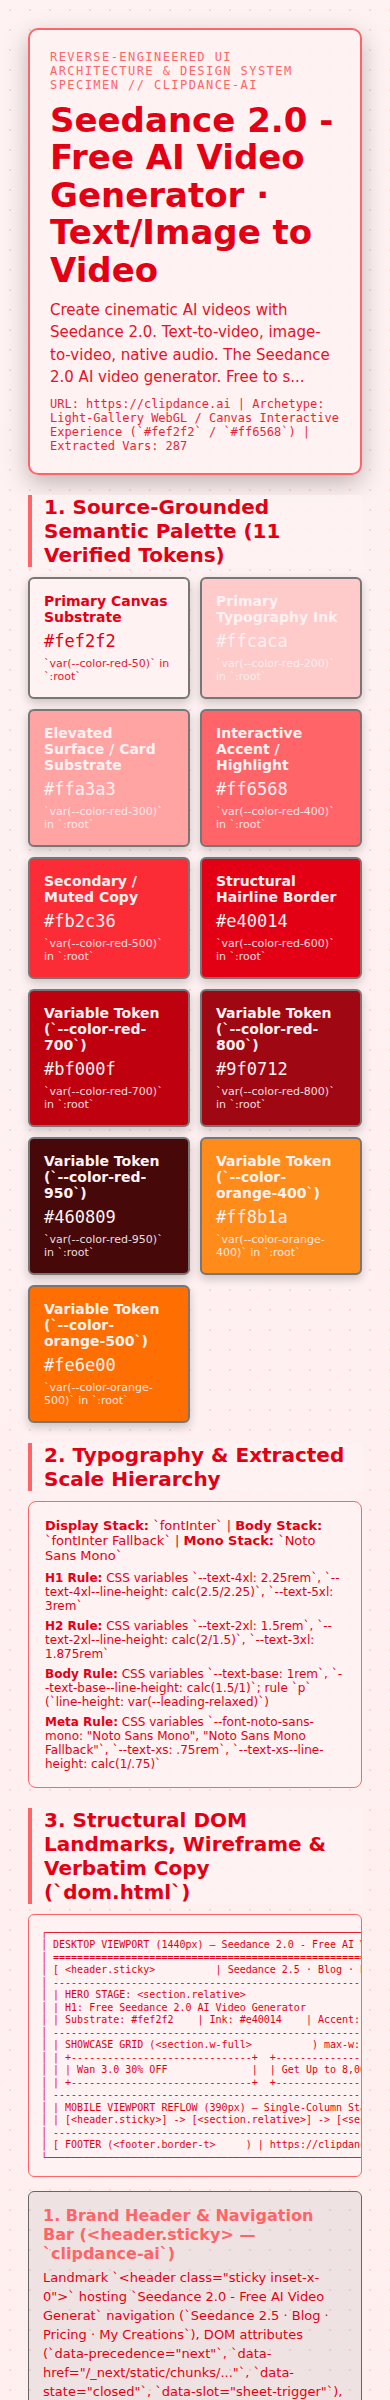 REVERSE-ENGINEERED UI
ARCHITECTURE & DESIGN SYSTEM
SPECIMEN // CLIPDANCE-AI
Seedance 2.0 -
Free AI Video
Generator ·
Text/Image to
Video
Create cinematic AI videos with
Seedance 2.0. Text-to-video, image-
to-video, native audio. The Seedance
2.0 AI video generator. Free to s...
URL: https://clipdance.ai | Archetype:
Light-Gallery WebGL / Canvas Interactive
Experience (`#fef2f2` / `#ff6568`) |
Extracted Vars: 287
1. Source-Grounded
Semantic Palette (11
Verified Tokens)
Primary Canvas
Substrate
#fef2f2
`var(--color-red-50)` in
`:root`
Primary
Typography Ink
#ffcaca
`var(--color-red-200)`
in `:root`
Elevated
Surface / Card
Substrate
#ffa3a3
`var(--color-red-300)`
in `:root`
Interactive
Accent /
Highlight
#ff6568
`var(--color-red-400)`
in `:root`
Secondary /
Muted Copy
#fb2c36
`var(--color-red-500)`
in `:root`
Structural
Hairline Border
#e40014
`var(--color-red-600)`
in `:root`
Variable Token
(`--color-red-
700`)
#bf000f
`var(--color-red-700)`
in `:root`
Variable Token
(`--color-red-
800`)
#9f0712
`var(--color-red-800)`
in `:root`
Variable Token
(`--color-red-
950`)
#460809
`var(--color-red-950)`
in `:root`
Variable Token
(`--color-
orange-400`)
#ff8b1a
`var(--color-orange-
400)` in `:root`
Variable Token
(`--color-
orange-500`)
#fe6e00
`var(--color-orange-
500)` in `:root`
2. Typography & Extracted
Scale Hierarchy
Display Stack: `fontInter` | Body Stack:
`fontInter Fallback` | Mono Stack: `Noto
Sans Mono`
H1 Rule: CSS variables `--text-4xl: 2.25rem`, `--
text-4xl--line-height: calc(2.5/2.25)`, `--text-5xl:
3rem`
H2 Rule: CSS variables `--text-2xl: 1.5rem`, `--
text-2xl--line-height: calc(2/1.5)`, `--text-3xl:
1.875rem`
Body Rule: CSS variables `--text-base: 1rem`, `-
-text-base--line-height: calc(1.5/1)`; rule `p`
(`line-height: var(--leading-relaxed)`)
Meta Rule: CSS variables `--font-noto-sans-
mono: "Noto Sans Mono", "Noto Sans Mono
Fallback"`, `--text-xs: .75rem`, `--text-xs--line-
height: calc(1/.75)`
3. Structural DOM
Landmarks, Wireframe &
Verbatim Copy
(`dom.html`)
DESKTOP VIEWPORT (1440px) — Seedance 2.0 - Free AI
[ <header.sticky> | Seedance 2.5 · Blog ·
| HERO STAGE: <section.relative>
| H1: Free Seedance 2.0 AI Video Generator
| Substrate: #fef2f2 | Ink: #e40014 | Accent:
| SHOWCASE GRID (<section.w-full> ) max-w:
| | Wan 3.0 30% OFF | | Get Up to 8,0
| MOBILE VIEWPORT REFLOW (390px) — Single-Column
| [<header.sticky>] -> [<section.relative>] -> [<se
[ FOOTER (<footer.border-t> ) | https://clipdan
1. Brand Header & Navigation
Bar (<header.sticky> —
`clipdance-ai`)
Landmark `<header class="sticky inset-x-
0">` hosting `Seedance 2.0 - Free AI Video
Generat` navigation (`Seedance 2.5 · Blog ·
Pricing · My Creations`), DOM attributes
(`data-precedence="next"`, `data-
href="/_next/static/chunks/..."`, `data-
state="closed"`, `data-slot="sheet-trigger"`),